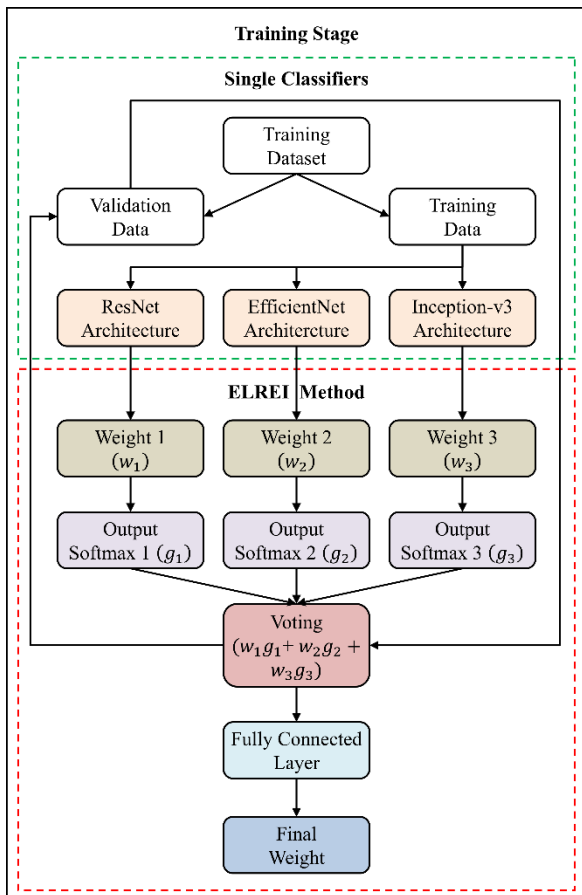 Training Stage
Single Classifiers
Training
Dataset
Validation
Data
Training
Data
ResNet
Architecture
EfficientNet
Architercture
Inception-v3
Architecture
ELREI Method
Weight 1
(w₁)
Weight 2
(w₂)
Weight 3
(w₃)
Output
Softmax 1 (g₁)
Output
Softmax 2 (g₂)
Output
Softmax 3 (g₃)
Voting
(w₁g₁+ w₂g₂ +
w₃g₃)
Fully Connected
Layer
Final
Weight